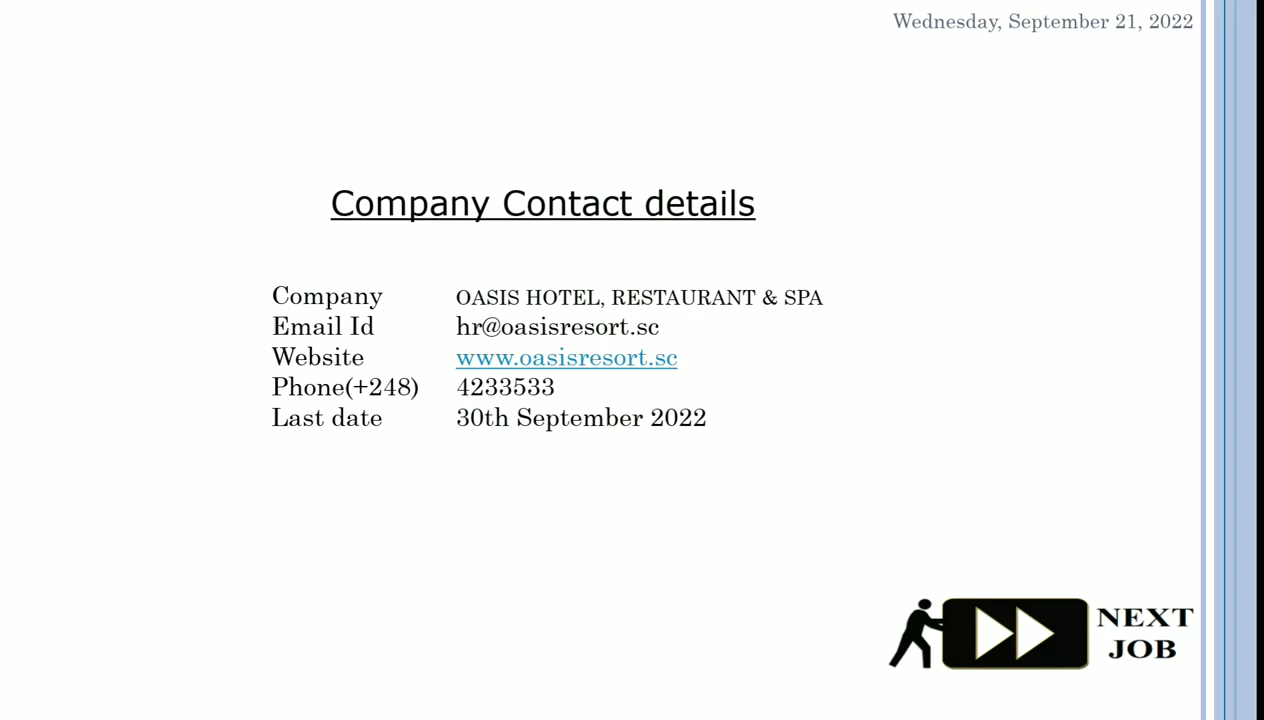 Wednesday, September 21, 2022
Company Contact details
Company OASIS HOTEL, RESTAURANT & SPA
Email Id hr@oasisresort.sc
Website www.oasisresort.sc
Phone(+248) 4233533
Last date 30th September 2022
NEXT
JOB